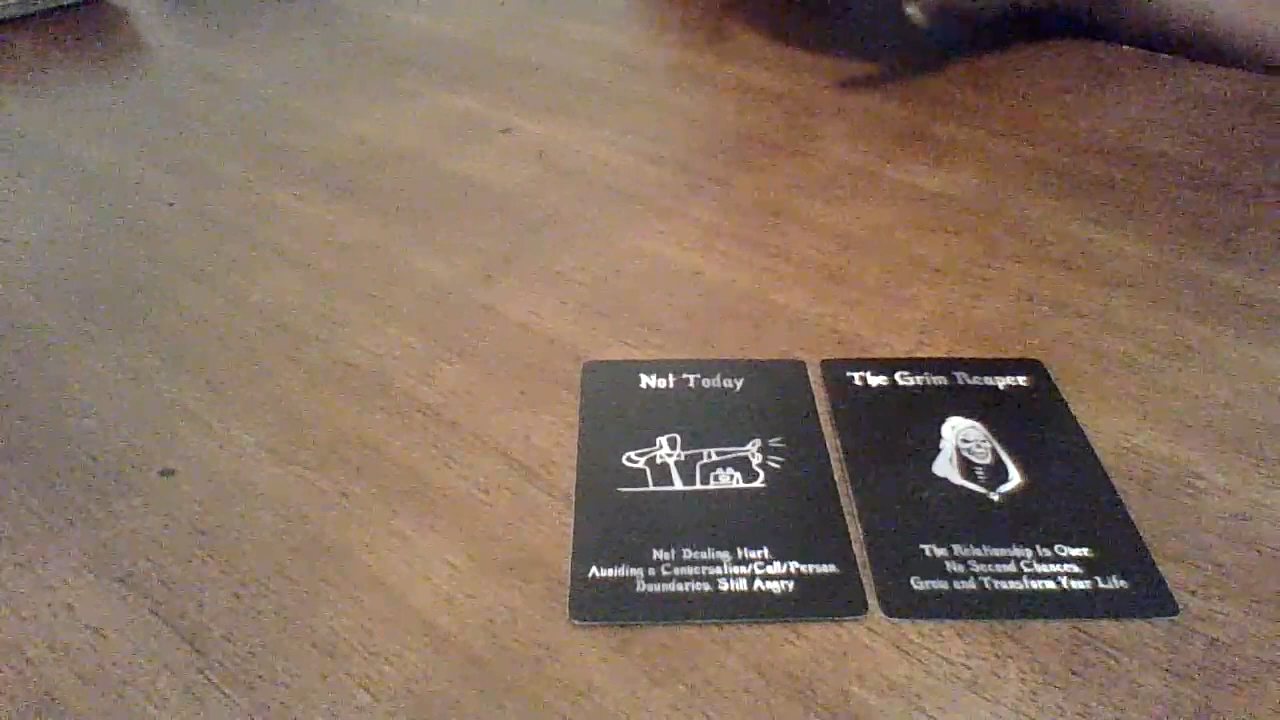 Not Today
Not Dealing, Hurt,
Avoiding a Conversation/Call/Person,
Boundaries, Still Angry
The Grim Reaper
The Relationship Is Over,
No Second Chances,
Grow and Transform Your Life